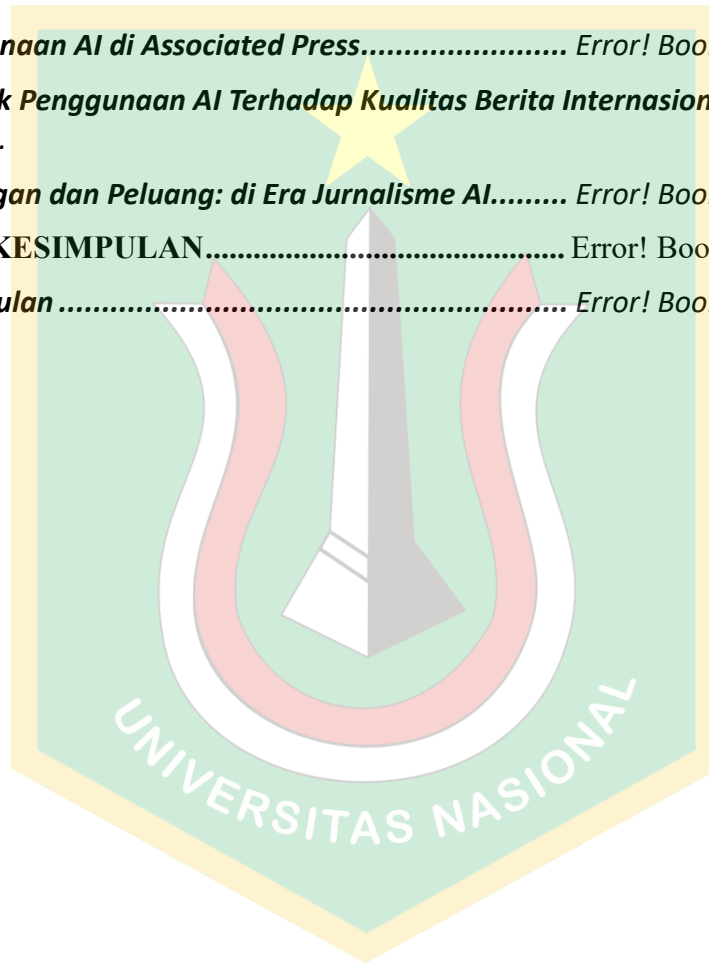 naan AI di Associated Press....................... Error! Boo
k Penggunaan AI Terhadap Kualitas Berita Internasion
.
gan dan Peluang: di Era Jurnalisme AI......... Error! Boo
KESIMPULAN........................................... Error! Boo
ulan ......................................................... Error! Boo
UNIVERSITAS NASIONAL